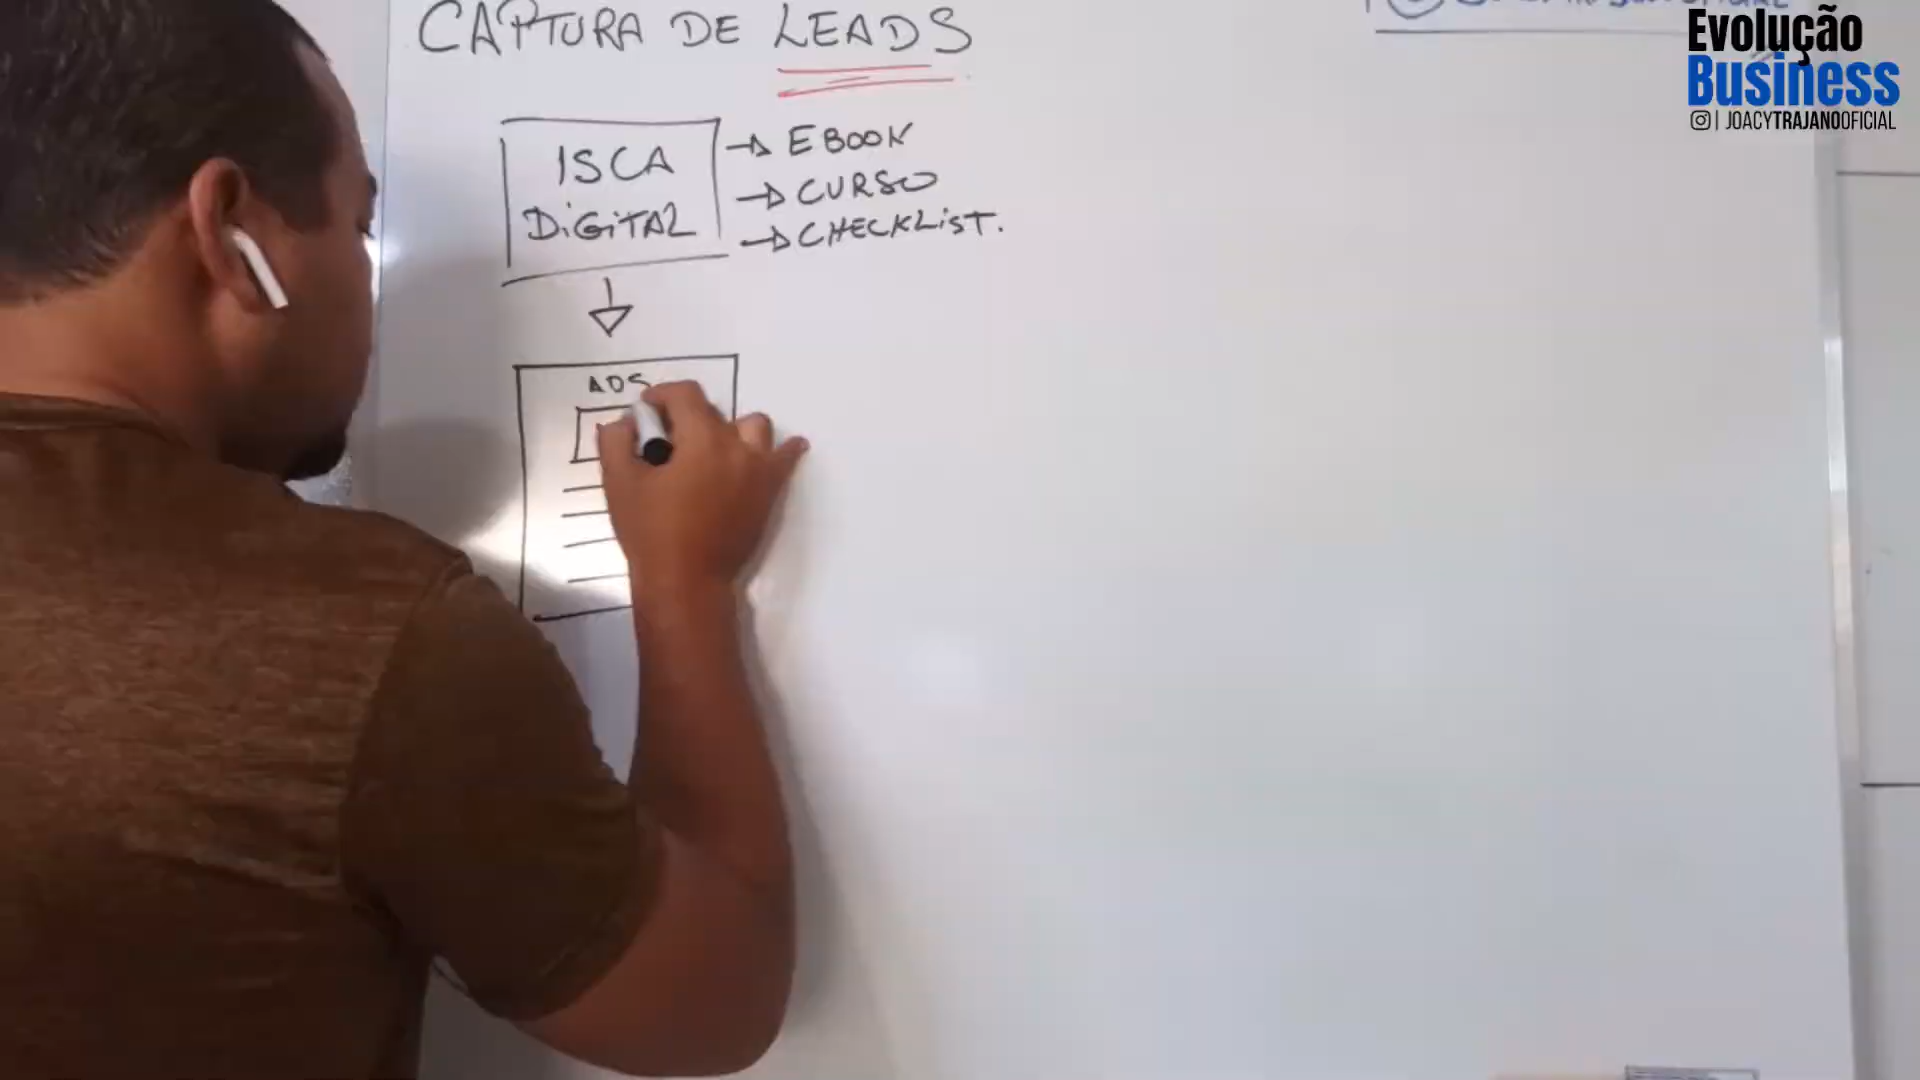 CAPTURA DE LEADS
Evolução
Business
| JOACYTRAJANOOFICIAL
ISCA
DiGiTAL
→ EBOOK
→ CURSO
→ CHECKLiST.
ADS